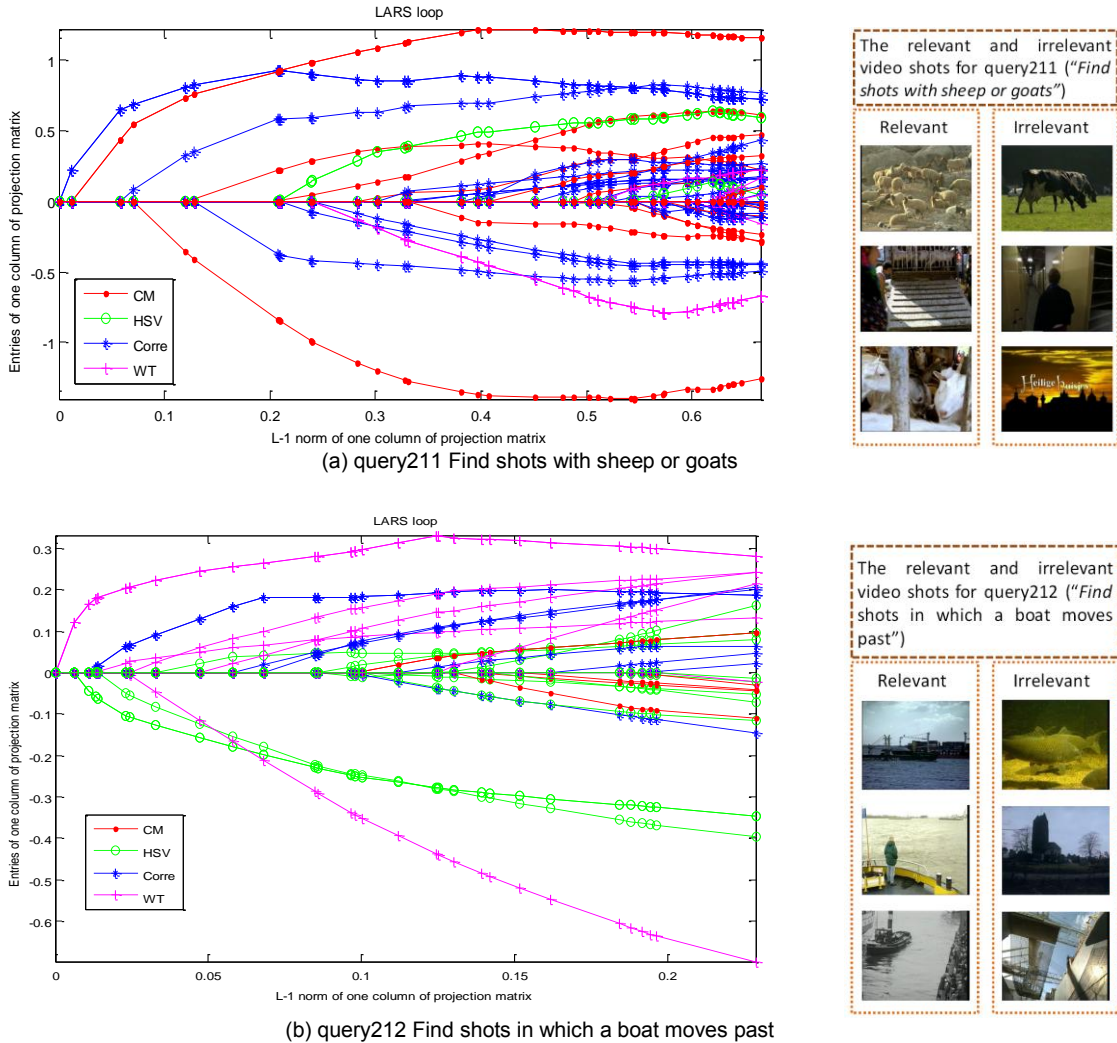 LARS loop
Entries of one column of projection matrix
1
0.5
0
-0.5
-1
CM
HSV
Corre
WT
0
0.1
0.2
0.3
0.4
0.5
0.6
L-1 norm of one column of projection matrix
(a) query211 Find shots with sheep or goats
The relevant and irrelevant
video shots for query211 ("Find
shots with sheep or goats")
Relevant
Irrelevant
Heilige huisjes
LARS loop
Entries of one column of projection matrix
0.3
0.2
0.1
0
-0.1
-0.2
-0.3
-0.4
-0.5
-0.6
CM
HSV
Corre
WT
0
0.05
0.1
0.15
0.2
L-1 norm of one column of projection matrix
(b) query212 Find shots in which a boat moves past
The relevant and irrelevant
video shots for query212 ("Find
shots in which a boat moves
past")
Relevant
Irrelevant